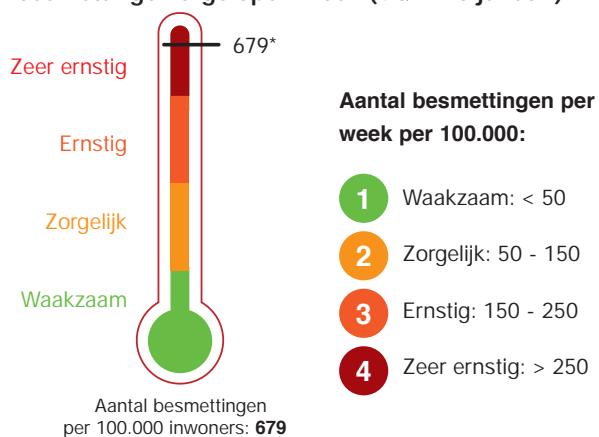 679*
Zeer ernstig
Ernstig
Zorgelijk
Waakzaam
Aantal besmettingen
per 100.000 inwoners: 679
Aantal besmettingen per
week per 100.000:
1 Waakzaam: < 50
2 Zorgelijk: 50 - 150
3 Ernstig: 150 - 250
4 Zeer ernstig: > 250